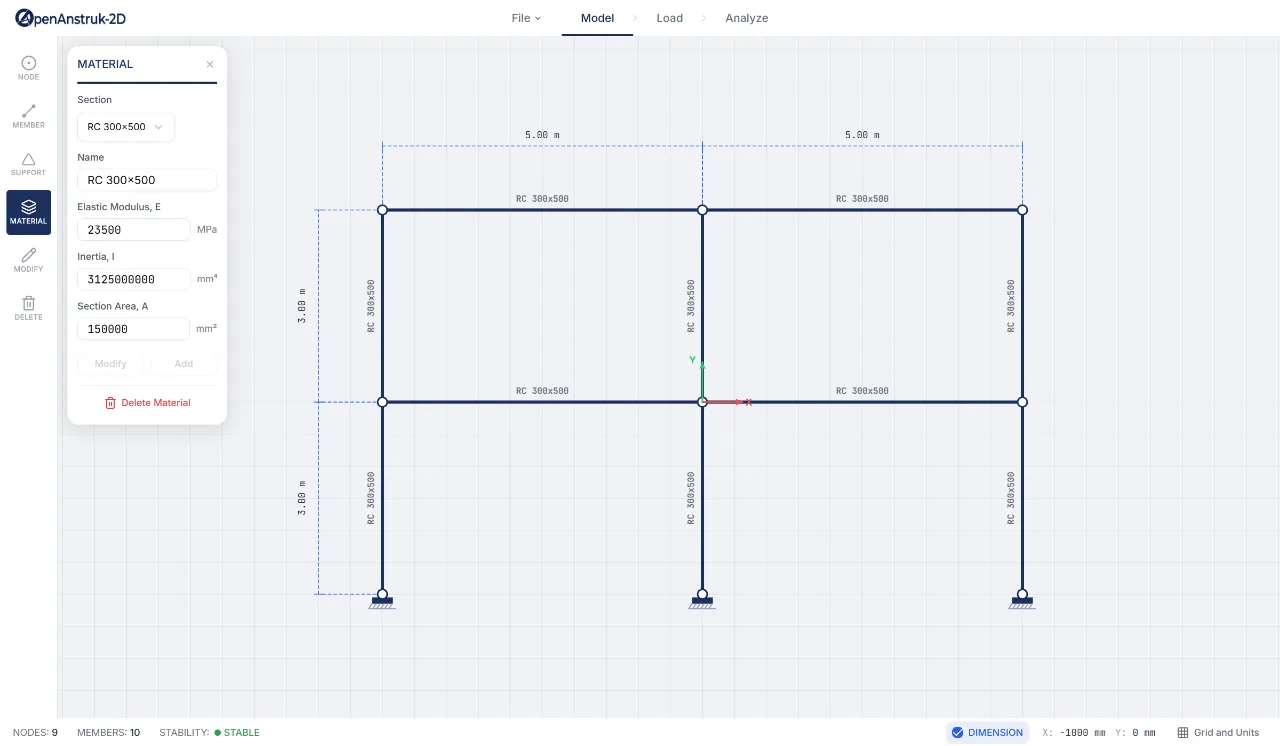 OpenAnstruk-2D
File
Model
Load
Analyze
NODE
MEMBER
SUPPORT
MATERIAL
MODIFY
DELETE
MATERIAL
Section
RC 300×500
Name
RC 300×500
Elastic Modulus, E
23500 MPa
Inertia, I
3125000000 mm⁴
Section Area, A
150000 mm²
Modify Add
Delete Material
5.00 m 5.00 m
RC 300x500 RC 300x500
3.00 m
RC 300x500
RC 300x500
RC 300x500
Y
X
RC 300x500 RC 300x500
3.00 m
RC 300x500
RC 300x500
RC 300x500
NODES: 9 MEMBERS: 10 STABILITY: STABLE
DIMENSION
X: -1000 mm Y: 0 mm
Grid and Units